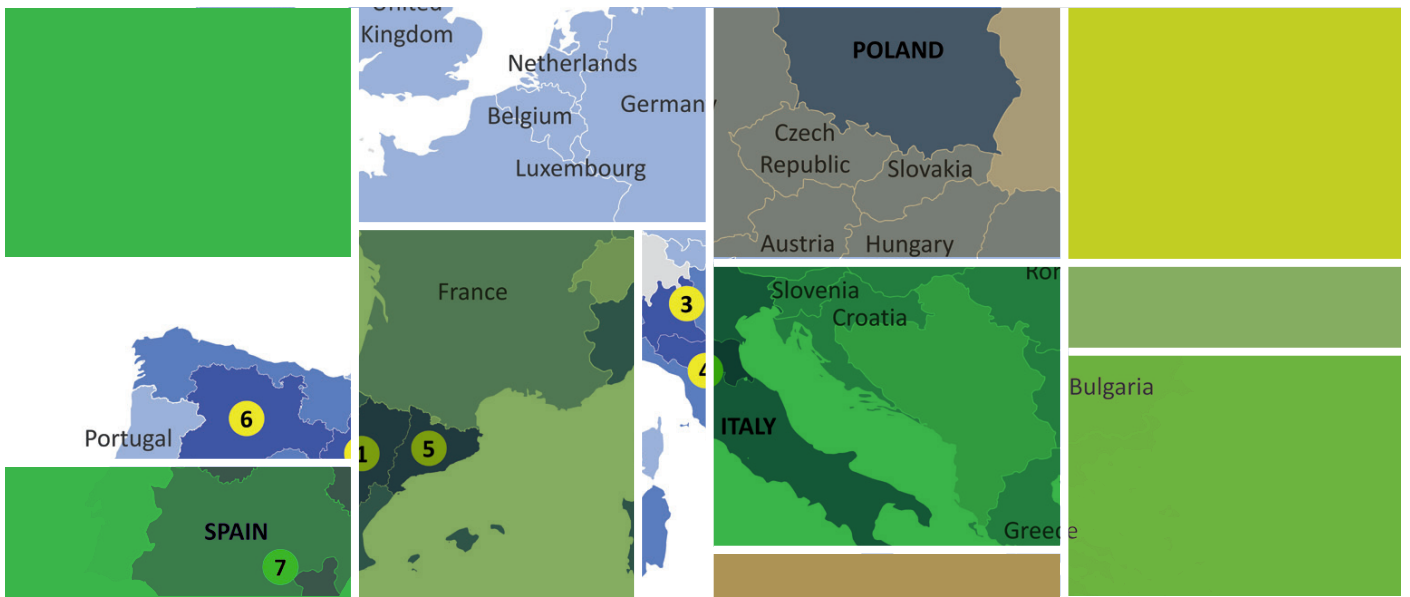 Kingdom
Netherlands
Belgium
Germany
Luxembourg
POLAND
Czech
Republic
Slovakia
Austria
Hungary
France
3
4
Slovenia
Croatia
ITALY
Greece
Bulgaria
6
Portugal
1
5
SPAIN
7